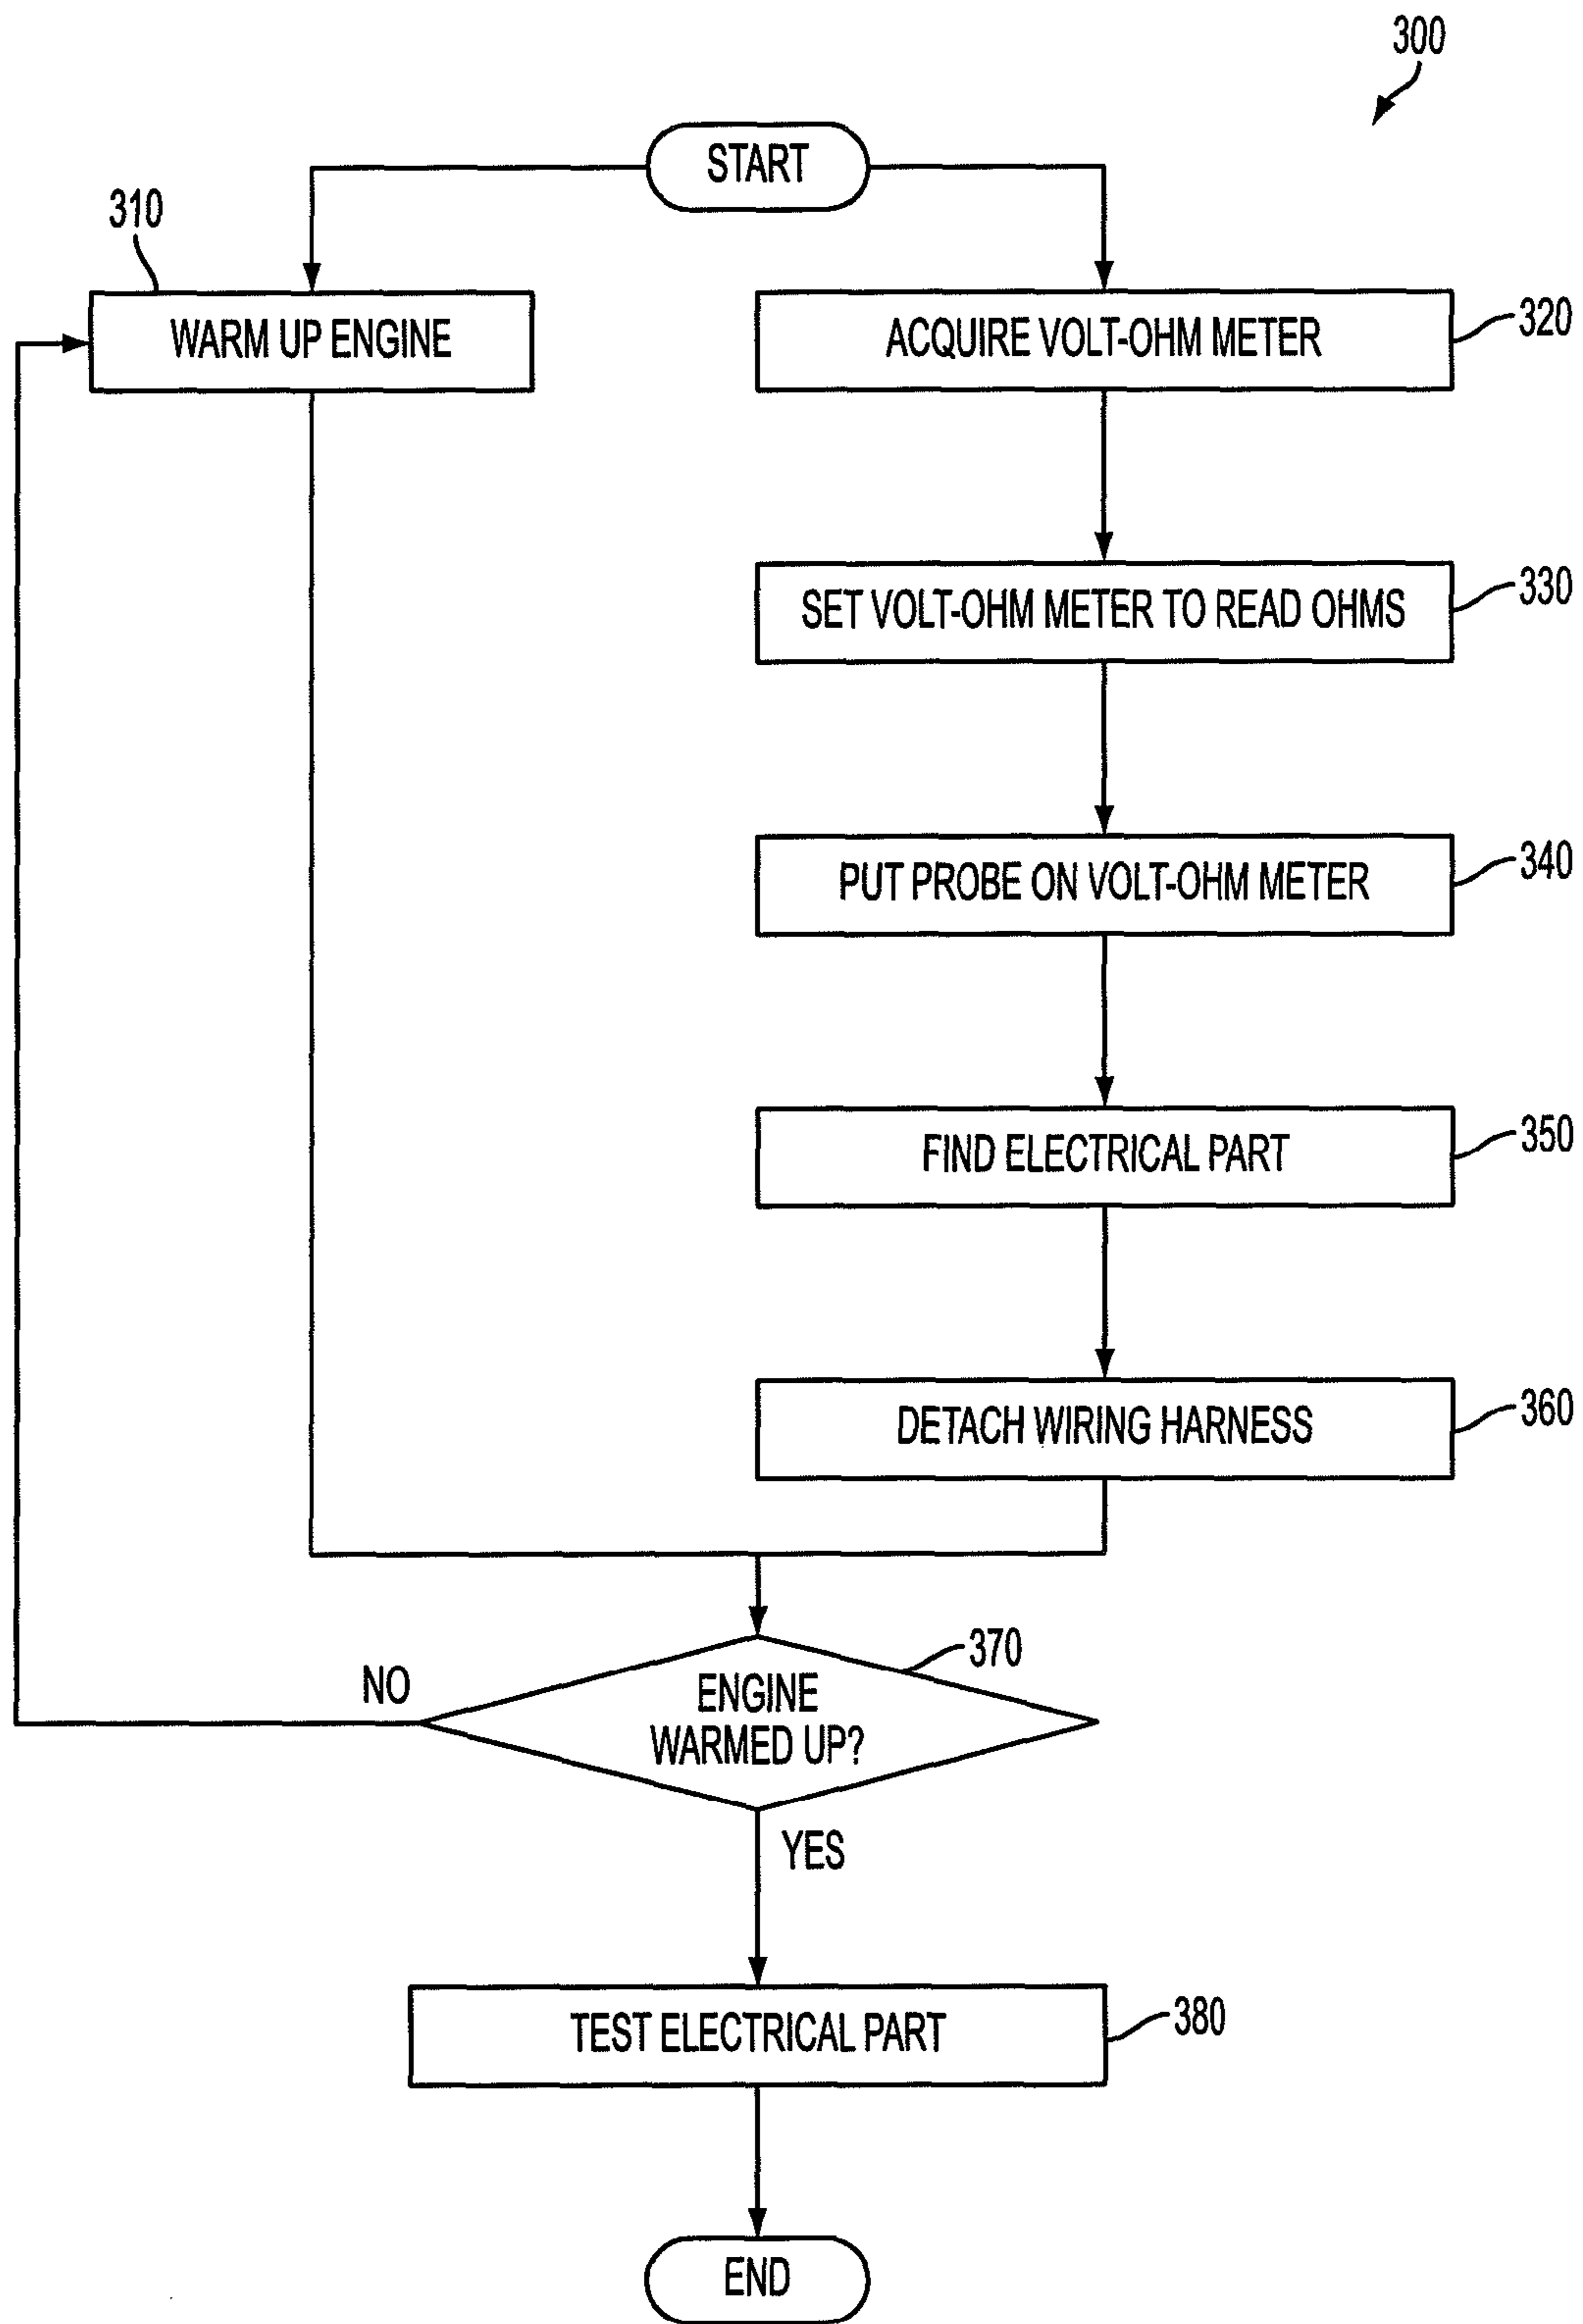 300
START
310
WARM UP ENGINE
ACQUIRE VOLT-OHM METER
320
SET VOLT-OHM METER TO READ OHMS
330
PUT PROBE ON VOLT-OHM METER
340
FIND ELECTRICAL PART
350
DETACH WIRING HARNESS
360
370
NO
ENGINE
WARMED UP?
YES
TEST ELECTRICAL PART
380
END